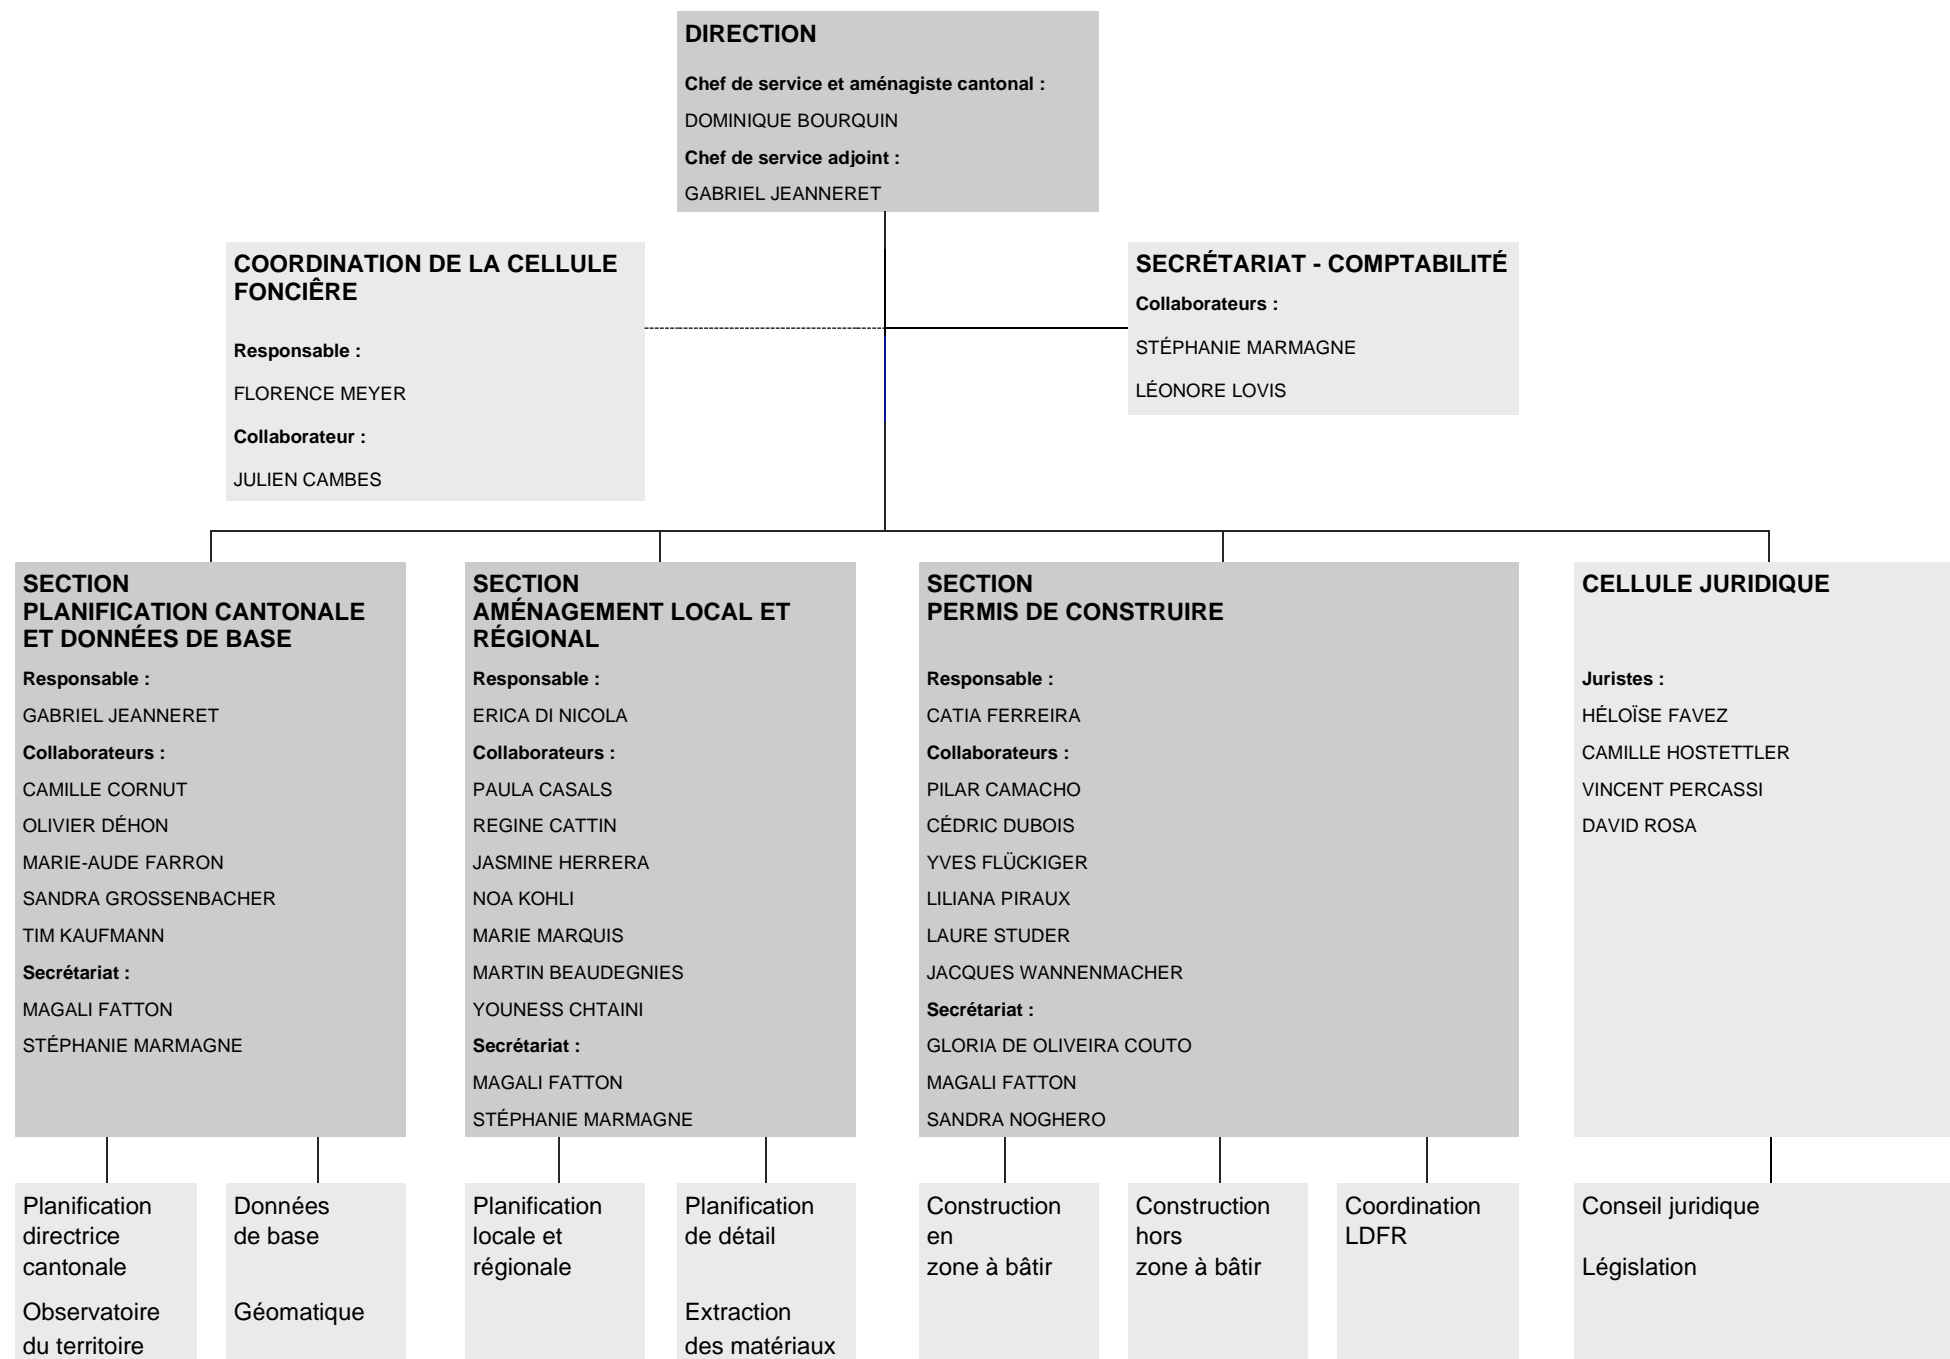 DIRECTION
Chef de service et aménagiste cantonal :
DOMINIQUE BOURQUIN
Chef de service adjoint :
GABRIEL JEANNERET
COORDINATION DE LA CELLULE
FONCIÊRE
Responsable :
FLORENCE MEYER
Collaborateur :
JULIEN CAMBES
SECRÉTARIAT - COMPTABILITÉ
Collaborateurs :
STÉPHANIE MARMAGNE
LÉONORE LOVIS
SECTION
PLANIFICATION CANTONALE
ET DONNÉES DE BASE
Responsable :
GABRIEL JEANNERET
Collaborateurs :
CAMILLE CORNUT
OLIVIER DÉHON
MARIE-AUDE FARRON
SANDRA GROSSENBACHER
TIM KAUFMANN
Secrétariat :
MAGALI FATTON
STÉPHANIE MARMAGNE
SECTION
AMÉNAGEMENT LOCAL ET
RÉGIONAL
Responsable :
ERICA DI NICOLA
Collaborateurs :
PAULA CASALS
REGINE CATTIN
JASMINE HERRERA
NOA KOHLI
MARIE MARQUIS
MARTIN BEAUDEGNIES
YOUNESS CHTAINI
Secrétariat :
MAGALI FATTON
STÉPHANIE MARMAGNE
SECTION
PERMIS DE CONSTRUIRE
Responsable :
CATIA FERREIRA
Collaborateurs :
PILAR CAMACHO
CÉDRIC DUBOIS
YVES FLÜCKIGER
LILIANA PIRAUX
LAURE STUDER
JACQUES WANNENMACHER
Secrétariat :
GLORIA DE OLIVEIRA COUTO
MAGALI FATTON
SANDRA NOGHERO
CELLULE JURIDIQUE
Juristes :
HÉLOÏSE FAVEZ
CAMILLE HOSTETTLER
VINCENT PERCASSI
DAVID ROSA
Planification
directrice
cantonale
Observatoire
du territoire
Données
de base
Géomatique
Planification
locale et
régionale
Planification
de détail
Extraction
des matériaux
Construction
en
zone à bâtir
Construction
hors
zone à bâtir
Coordination
LDFR
Conseil juridique
Législation